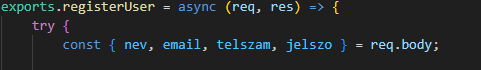 exports.registerUser = async (req, res) => {
    try {
        const { nev, email, telszam, jelszo } = req.body;